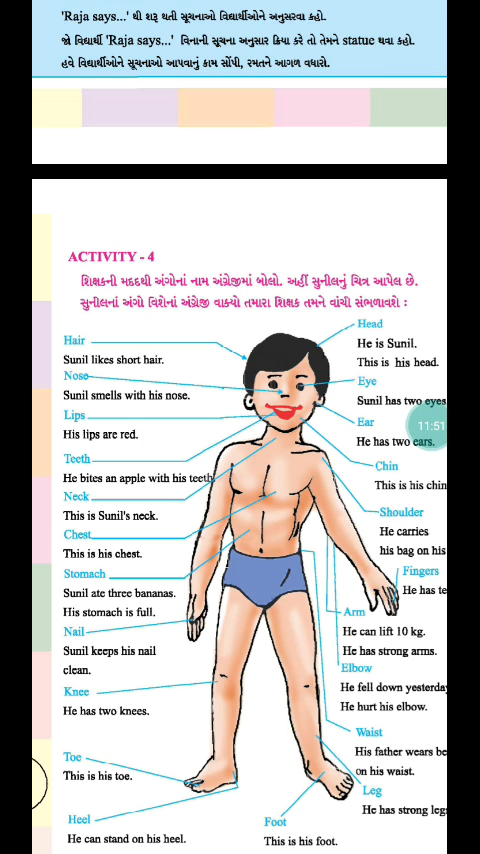 'Raja says...' થી શરૂ થતી સૂચનાઓ વિદ્યાર્થીઓને અનુસરવા કહો.
જો વિદ્યાર્થી 'Raja says...' વિનાની સૂચના અનુસાર ક્રિયા કરે તો તેમને statue થવા કહો.
હવે વિદ્યાર્થીઓને સૂચનાઓ આપવાનું કામ સોંપી, રમતને આગળ વધારો.
ACTIVITY - 4
શિક્ષકની મદદથી અંગોનાં નામ અંગ્રેજીમાં બોલો. અહીં સુનીલનું ચિત્ર આપેલ છે.
સુનીલનાં અંગો વિશેનાં અંગ્રેજી વાક્યો તમારા શિક્ષક તમને વાંચી સંભળાવશે :
Hair
Sunil likes short hair.
Nose
Sunil smells with his nose.
Lips
His lips are red.
Teeth
He bites an apple with his teeth
Neck
This is Sunil's neck.
Chest
This is his chest.
Stomach
Sunil ate three bananas.
His stomach is full.
Nail
Sunil keeps his nail
clean.
Knee
He has two knees.
Toe
This is his toe.
Heel
He can stand on his heel.
Head
He is Sunil.
This is his head.
Eye
Sunil has two eyes
Ear
11:51
He has two ears.
Chin
This is his chin
Shoulder
He carries
his bag on his
Fingers
He has te
Arm
He can lift 10 kg.
He has strong arms.
Elbow
He fell down yesterda
He hurt his elbow.
Waist
His father wears be
on his waist.
Leg
He has strong leg
Foot
This is his foot.